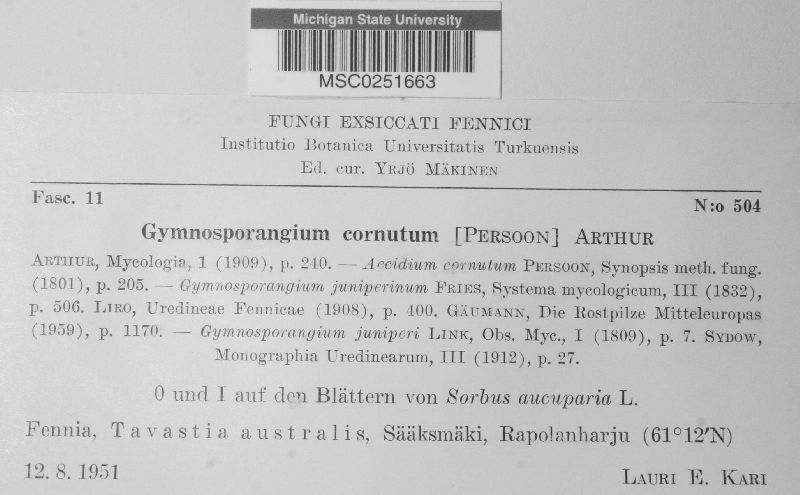 Michigan State University
MSC0251663
FUNGI EXSICCATI FENNICI
Institutio Botanica Universitatis Turkuensis
Ed. cur. YRJÖ MÄKINEN
Fasc. 11 N:o 504
Gymnosporangium cornutum [PERSOON] ARTHUR
ARTHUR, Mycologia, 1 (1909), p. 240. — Aecidium cornutum PERSOON, Synopsis meth. fung.
(1801), p. 205. — Gymnosporangium juniperinum FRIES, Systema mycologicum, III (1832),
p. 506. LIRO, Uredineae Fennicae (1908), p. 400. GÄUMANN, Die Rostpilze Mitteleuropas
(1959), p. 1170. — Gymnosporangium juniperi LINK, Obs. Myc., I (1809), p. 7. SYDOW,
Monographia Uredinearum, III (1912), p. 27.
0 und I auf den Blättern von Sorbus aucuparia L.
Fennia, Tavastia australis, Sääksmäki, Rapolanharju (61°12′N)
12. 8. 1951 LAURI E. KARI